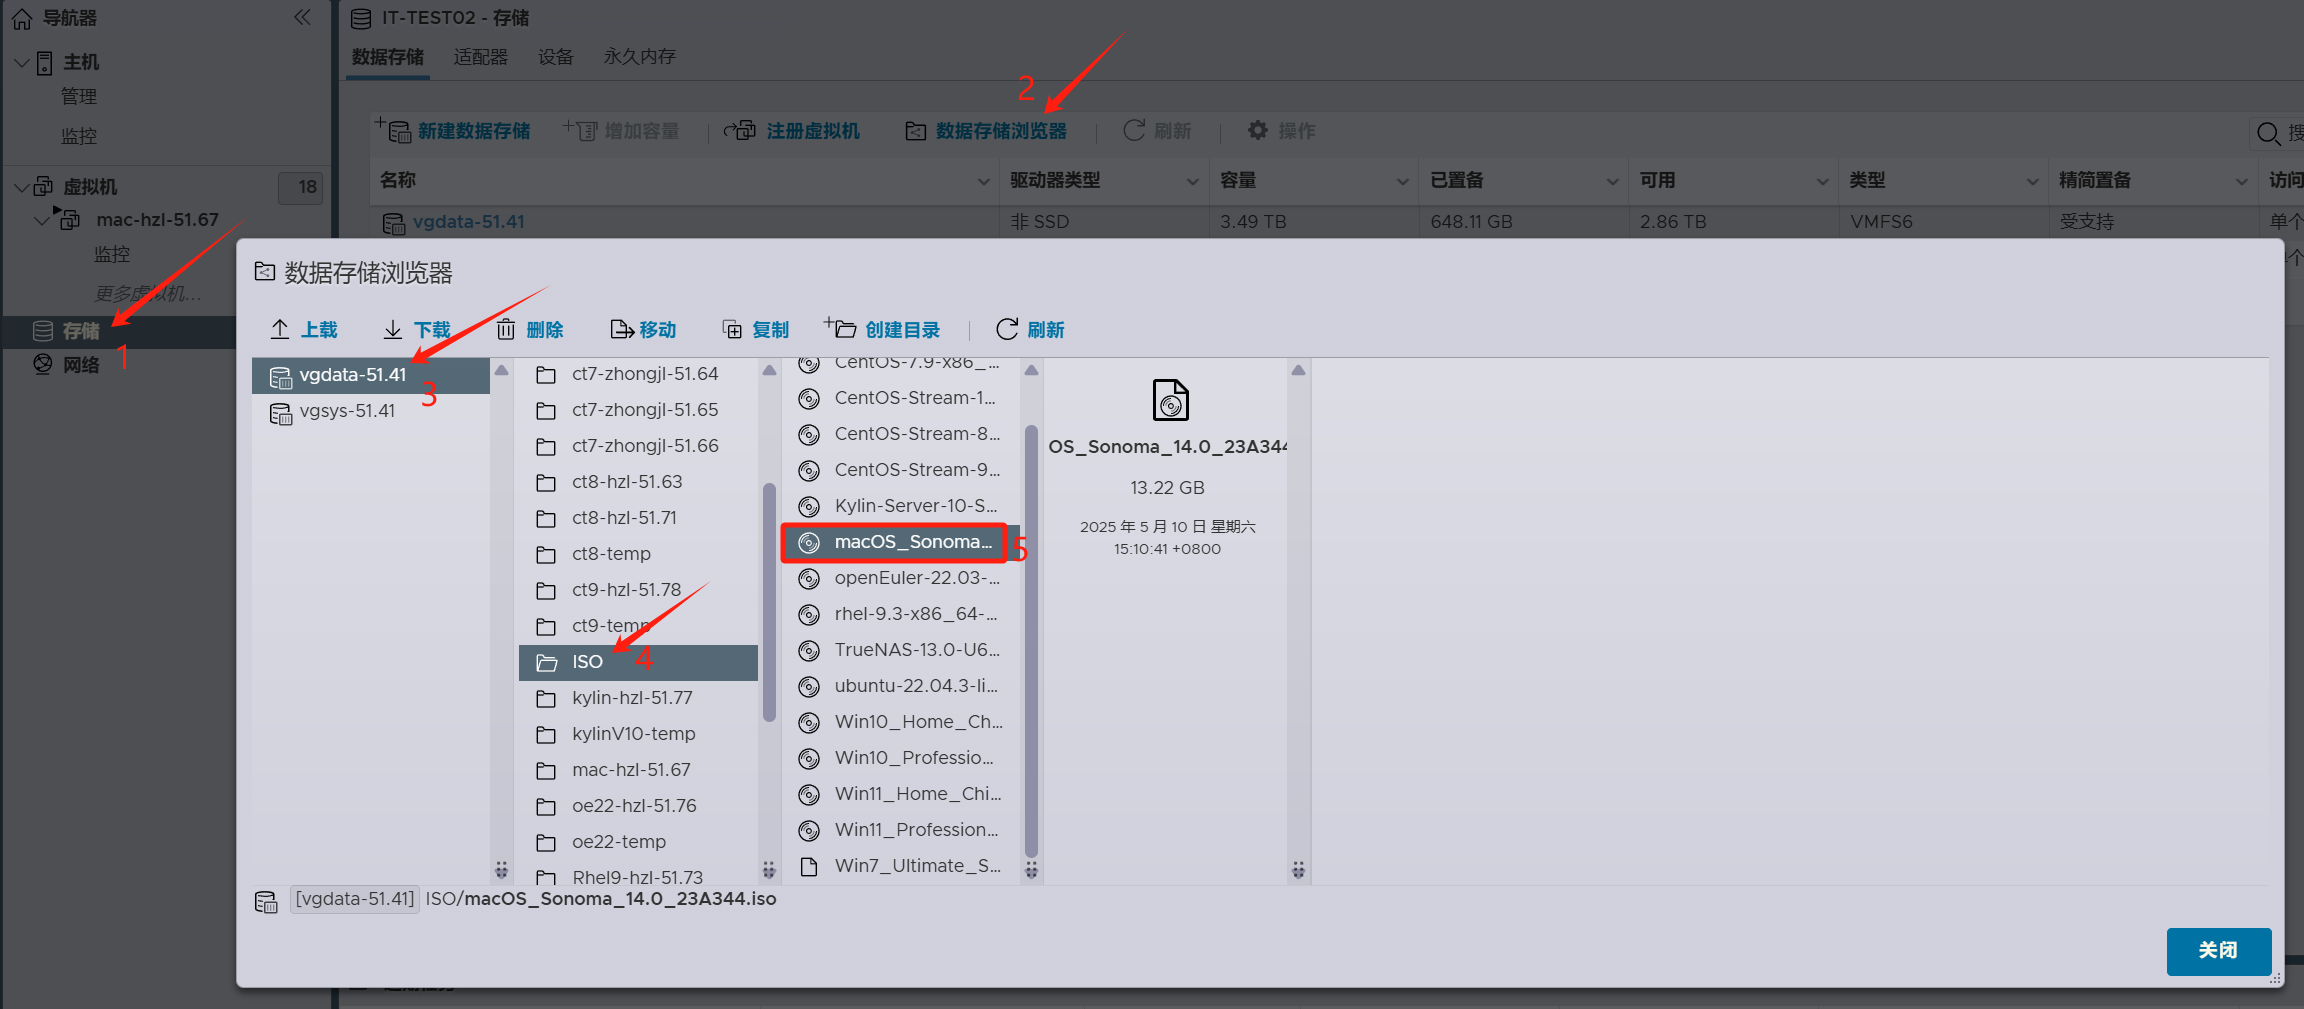 导航器
主机
管理
监控
虚拟机
18
mac-hzl-51.67
监控
更多虚拟机...
存储
1
网络
IT-TEST02 - 存储
数据存储
适配器
设备
永久内存
2
新建数据存储
增加容量
注册虚拟机
数据存储浏览器
刷新
操作
搜
名称
驱动器类型
容量
已置备
可用
类型
精简置备
访问
vgdata-51.41
非 SSD
3.49 TB
648.11 GB
2.86 TB
VMFS6
受支持
单个
数据存储浏览器
上载
下载
删除
移动
复制
创建目录
刷新
vgdata-51.41
3
vgsys-51.41
ct7-zhongjl-51.64
ct7-zhongjl-51.65
ct7-zhongjl-51.66
ct8-hzl-51.63
ct8-hzl-51.71
ct8-temp
ct9-hzl-51.78
ct9-temp
ISO
4
kylin-hzl-51.77
kylinV10-temp
mac-hzl-51.67
oe22-hzl-51.76
oe22-temp
Rhel9-hzl-51.73
CentOS-7.9-x86_...
CentOS-Stream-1...
CentOS-Stream-8...
CentOS-Stream-9...
Kylin-Server-10-S...
macOS_Sonoma...
5
openEuler-22.03-...
rhel-9.3-x86_64-...
TrueNAS-13.0-U6...
ubuntu-22.04.3-li...
Win10_Home_Ch...
Win10_Professio...
Win11_Home_Chi...
Win11_Profession...
Win7_Ultimate_S...
OS_Sonoma_14.0_23A344
13.22 GB
2025 年 5 月 10 日 星期六
15:10:41 +0800
[vgdata-51.41] ISO/macOS_Sonoma_14.0_23A344.iso
关闭